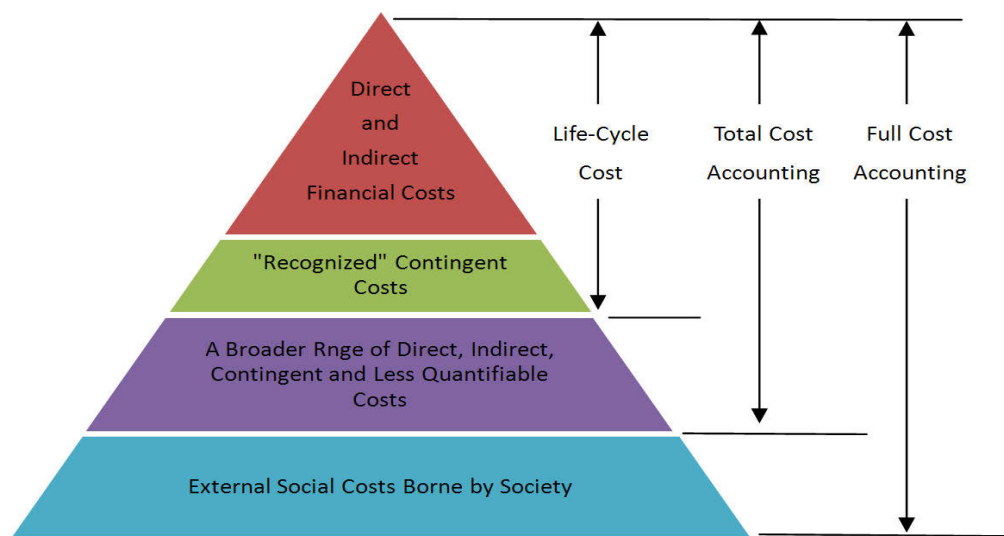 Direct
and
Indirect
Financial Costs
"Recognized" Contingent
Costs
A Broader Rnge of Direct, Indirect,
Contingent and Less Quantifiable
Costs
External Social Costs Borne by Society
Life-Cycle
Cost
Total Cost
Accounting
Full Cost
Accounting